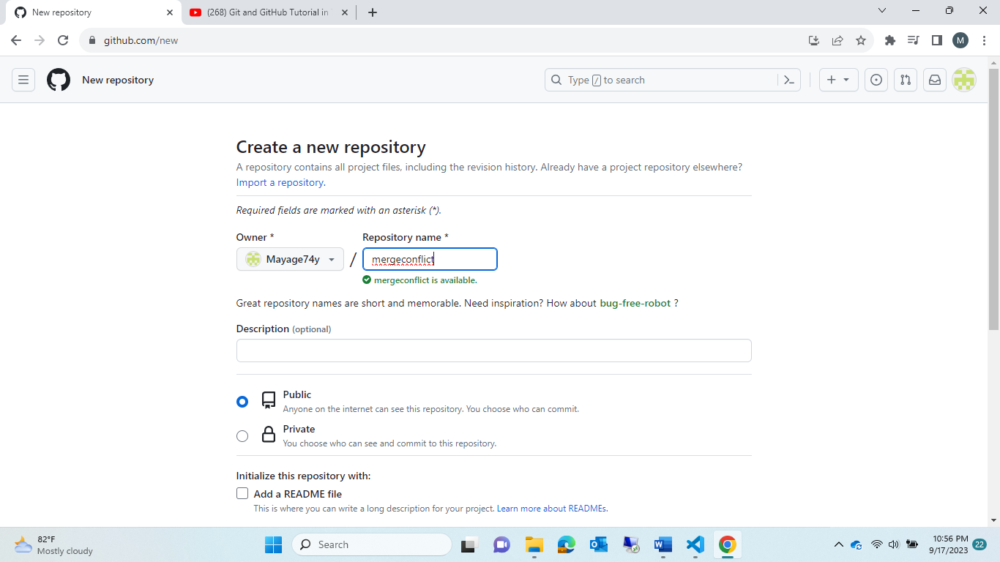 New repository
(268) Git and GitHub Tutorial in
github.com/new
M
New repository
Type / to search
Create a new repository
A repository contains all project files, including the revision history. Already have a project repository elsewhere?
Import a repository.
Required fields are marked with an asterisk (*).
Owner *
Repository name *
Mayage74y
/
mergeconflict
mergeconflict is available.
Great repository names are short and memorable. Need inspiration? How about bug-free-robot ?
Description (optional)
Public
Anyone on the internet can see this repository. You choose who can commit.
Private
You choose who can see and commit to this repository.
Initialize this repository with:
Add a README file
This is where you can write a long description for your project. Learn more about READMEs.
82°F
Mostly cloudy
Search
10:56 PM
9/17/2023
22